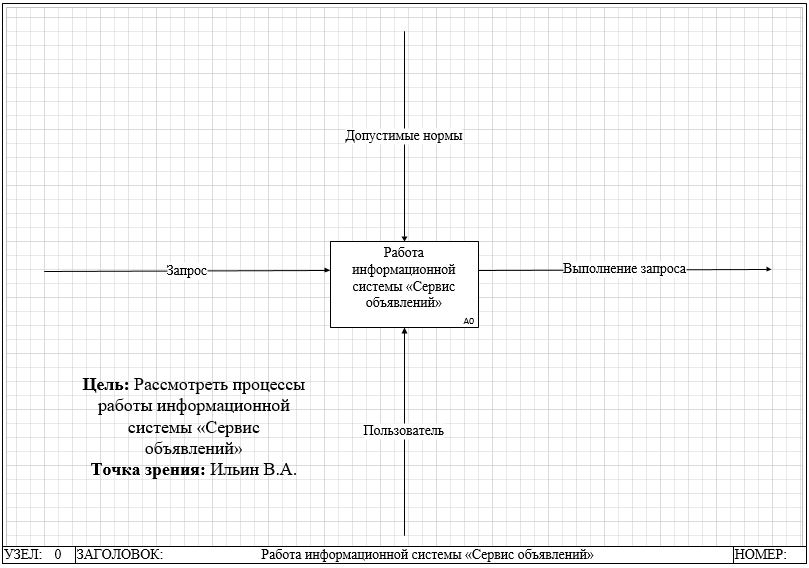 Допустимые нормы
Работа
информационной
системы «Сервис
объявлений»
A0
Запрос
Выполнение запроса
Пользователь
Цель: Рассмотреть процессы
работы информационной
системы «Сервис
объявлений»
Точка зрения: Ильин В.А.
УЗЕЛ: 0 ЗАГОЛОВОК: Работа информационной системы «Сервис объявлений» НОМЕР: